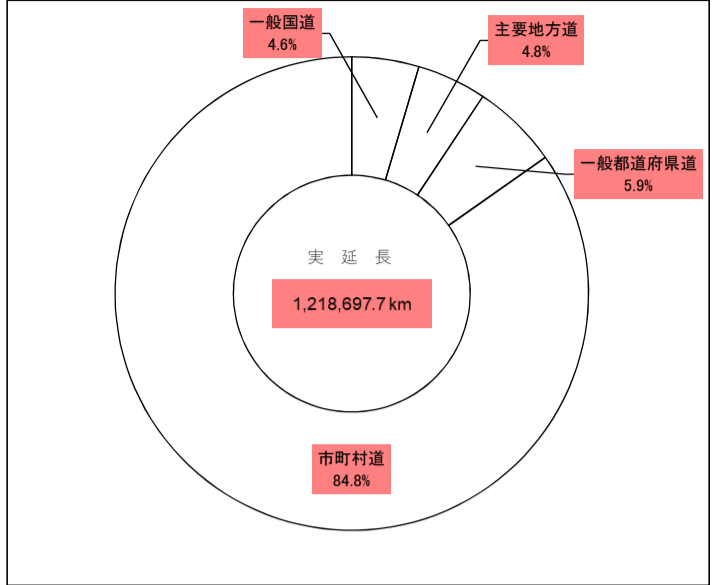 一般国道
4.6%
主要地方道
4.8%
一般都道府県道
5.9%
実 延 長
1,218,697.7 km
市町村道
84.8%